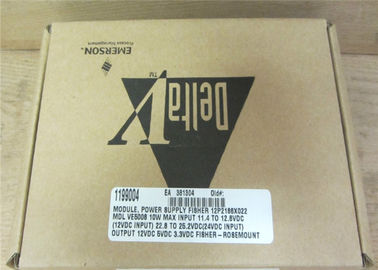 EMERSON
Process Management
DeltaV
TM
1199004 EA 381304 Old#:
MODULE, POWER SUPPLY FISHER 12P2186X022
MDL VE5008 10W MAX INPUT 11.4 TO 12.6VDC
(12VDC INPUT) 22.8 TO 25.2VDC(24VDC INPUT)
OUTPUT 12VDC 5VDC 3.3VDC FISHER-ROSEMOUNT